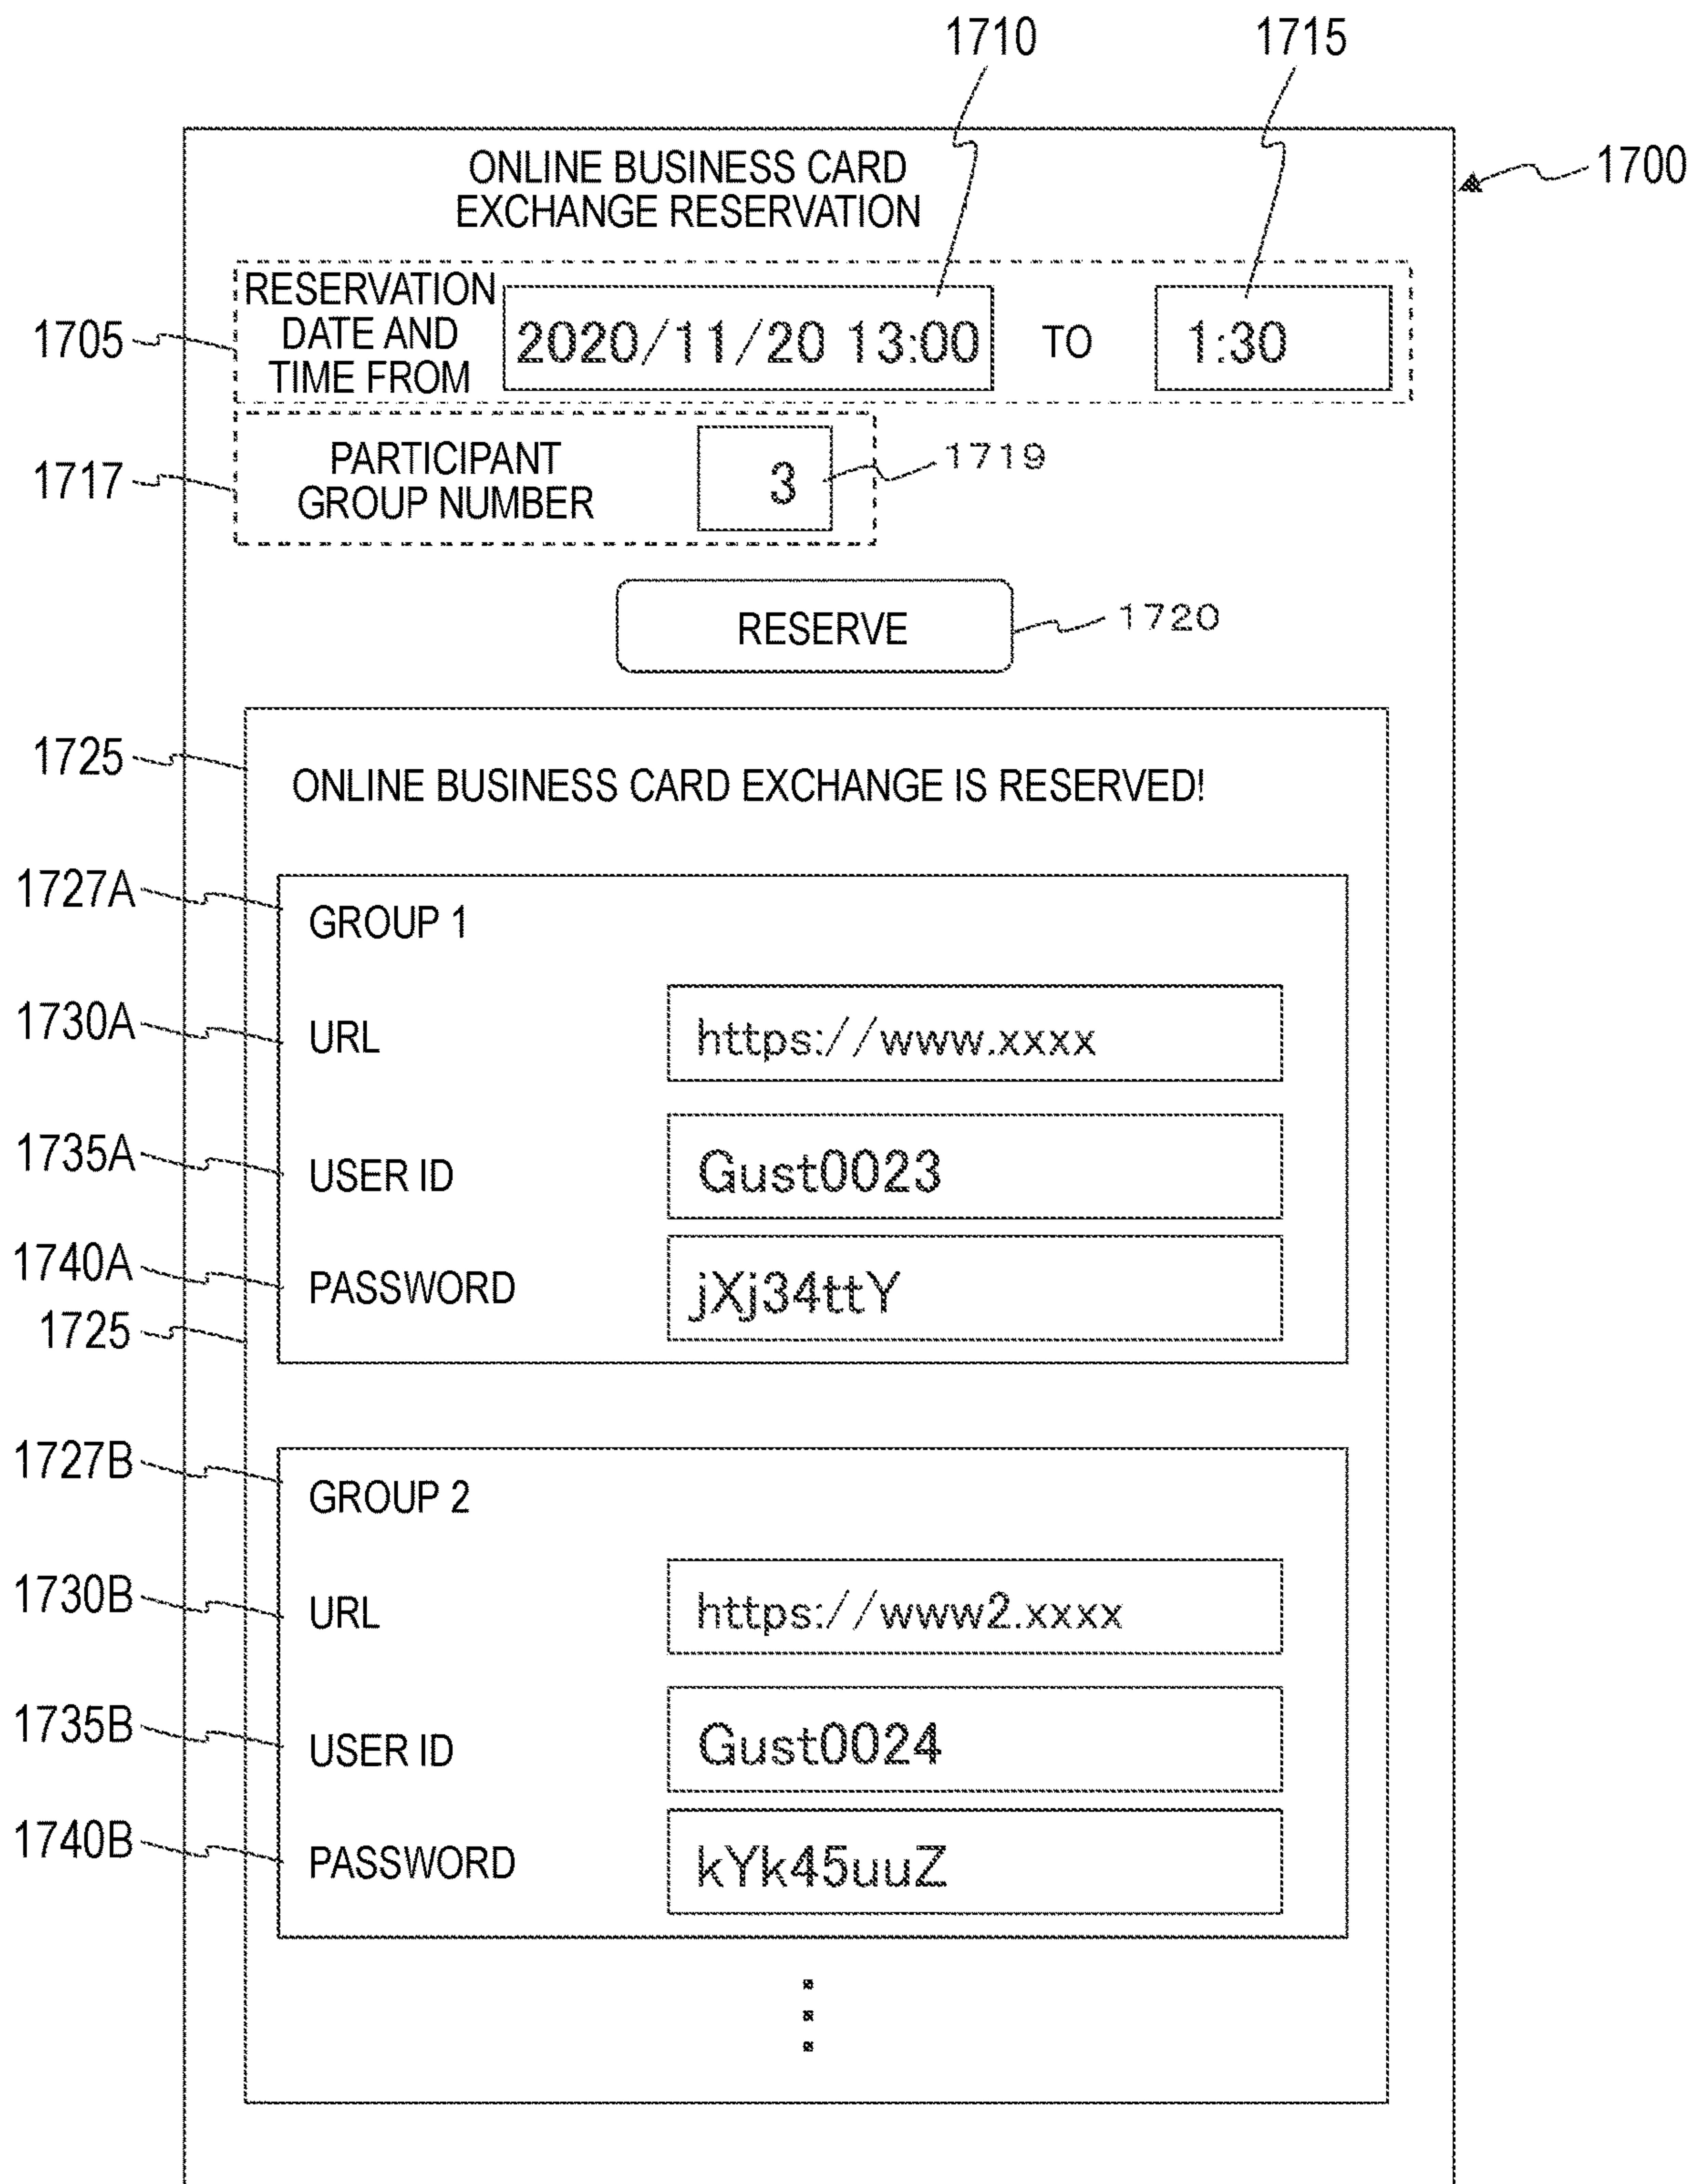 1710
1715
1700
ONLINE BUSINESS CARD
EXCHANGE RESERVATION
1705
RESERVATION
DATE AND
TIME FROM
2020/11/20 13:00
TO
1:30
1717
PARTICIPANT
GROUP NUMBER
3
1719
RESERVE
1720
1725
ONLINE BUSINESS CARD EXCHANGE IS RESERVED!
1727A
GROUP 1
1730A
URL
https://www.xxxx
1735A
USER ID
Gust0023
1740A
PASSWORD
jXj34ttY
1725
1727B
GROUP 2
1730B
URL
https://www2.xxxx
1735B
USER ID
Gust0024
1740B
PASSWORD
kYk45uuZ